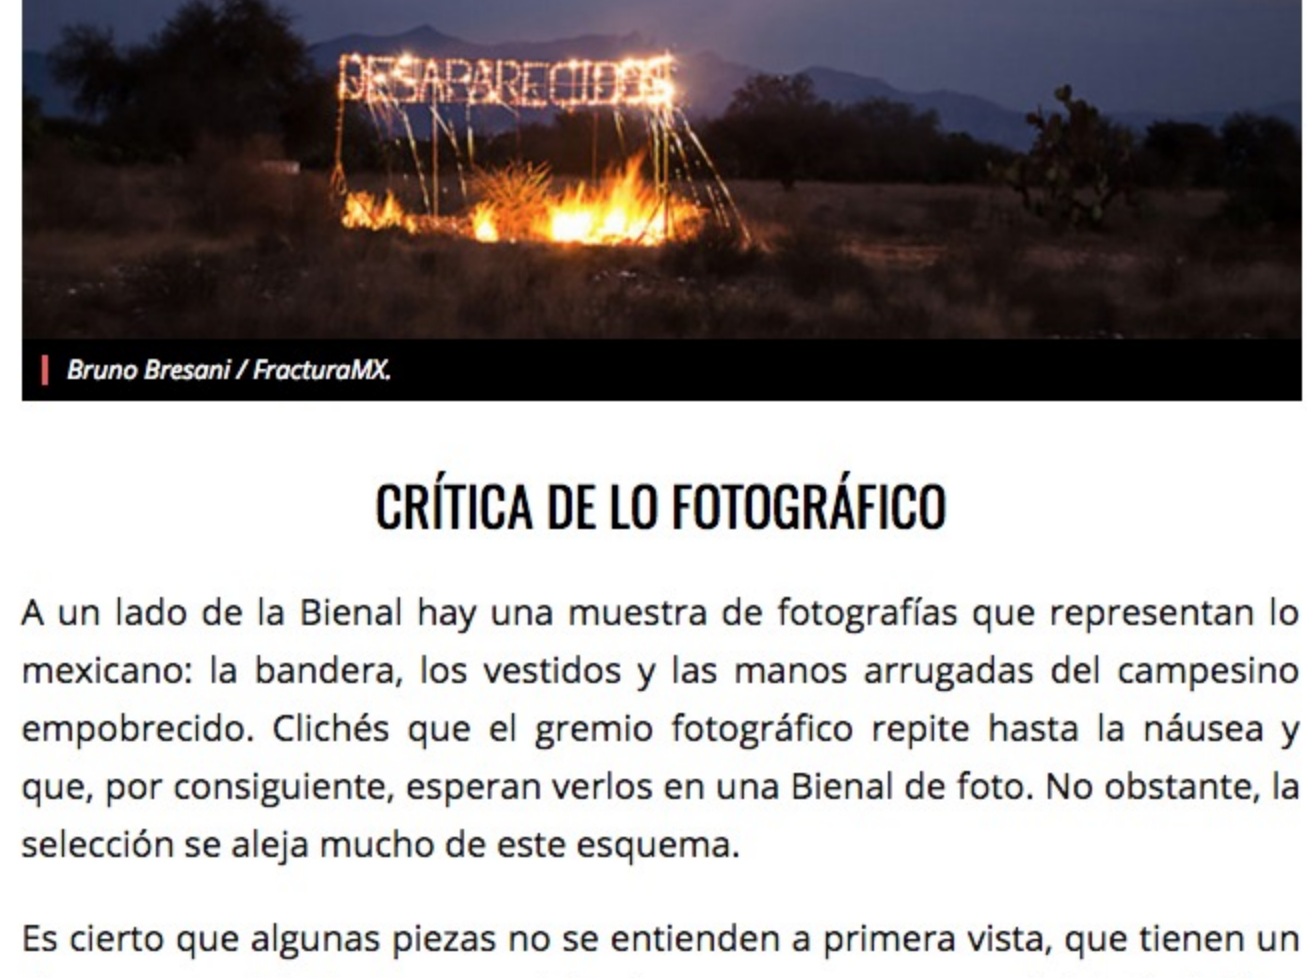 DESAPARECIDOS
Bruno Bresani / FracturaMX.
CRÍTICA DE LO FOTOGRÁFICO
A un lado de la Bienal hay una muestra de fotografías que representan lo
mexicano: la bandera, los vestidos y las manos arrugadas del campesino
empobrecido. Clichés que el gremio fotográfico repite hasta la náusea y
que, por consiguiente, esperan verlos en una Bienal de foto. No obstante, la
selección se aleja mucho de este esquema.
Es cierto que algunas piezas no se entienden a primera vista, que tienen un